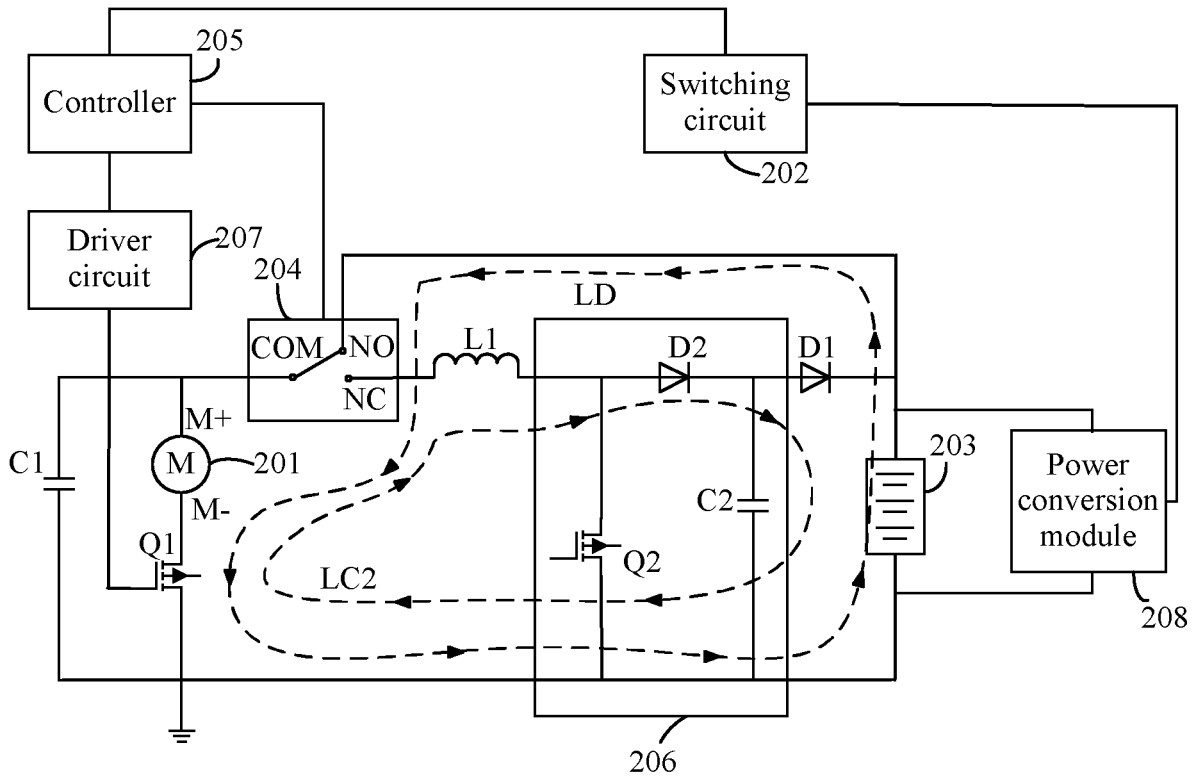 205
Controller
Switching
circuit
202
Driver
circuit
207
204
LD
COM
NO
NC
L1
D2
D1
M+
M
201
M-
C1
Q1
C2
Q2
LC2
203
Power
conversion
module
208
206